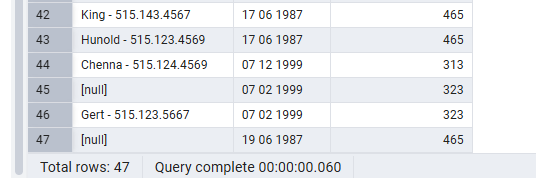 42 King - 515.143.4567 17 06 1987 465
43 Hunold - 515.123.4569 17 06 1987 465
44 Chenna - 515.124.4569 07 12 1999 313
45 [null] 07 02 1999 323
46 Gert - 515.123.5667 07 02 1999 323
47 [null] 19 06 1987 465
Total rows: 47 Query complete 00:00:00.060